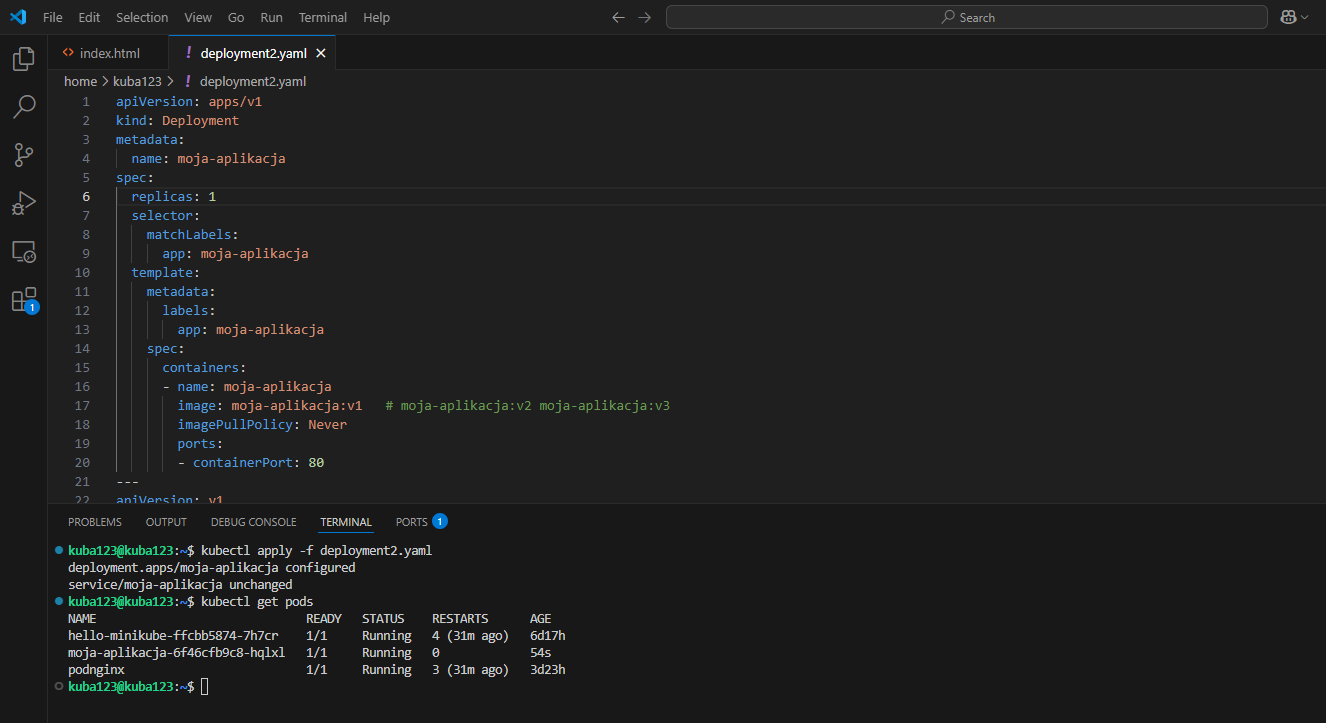 File Edit Selection View Go Run Terminal Help Search
index.html ! deployment2.yaml
home > kuba123 > ! deployment2.yaml
1 apiVersion: apps/v1
2 kind: Deployment
3 metadata:
4 name: moja-aplikacja
5 spec:
6 replicas: 1
7 selector:
8 matchLabels:
9 app: moja-aplikacja
10 template:
11 metadata:
12 labels:
13 app: moja-aplikacja
14 spec:
15 containers:
16 - name: moja-aplikacja
17 image: moja-aplikacja:v1 # moja-aplikacja:v2 moja-aplikacja:v3
18 imagePullPolicy: Never
19 ports:
20 - containerPort: 80
21 ---
22 apiVersion: v1
1
PROBLEMS OUTPUT DEBUG CONSOLE TERMINAL PORTS 1
kuba123@kuba123:~$ kubectl apply -f deployment2.yaml
deployment.apps/moja-aplikacja configured
service/moja-aplikacja unchanged
kuba123@kuba123:~$ kubectl get pods
NAME READY STATUS RESTARTS AGE
hello-minikube-ffcbb5874-7h7cr 1/1 Running 4 (31m ago) 6d17h
moja-aplikacja-6f46cfb9c8-hqlxl 1/1 Running 0 54s
podnginx 1/1 Running 3 (31m ago) 3d23h
kuba123@kuba123:~$